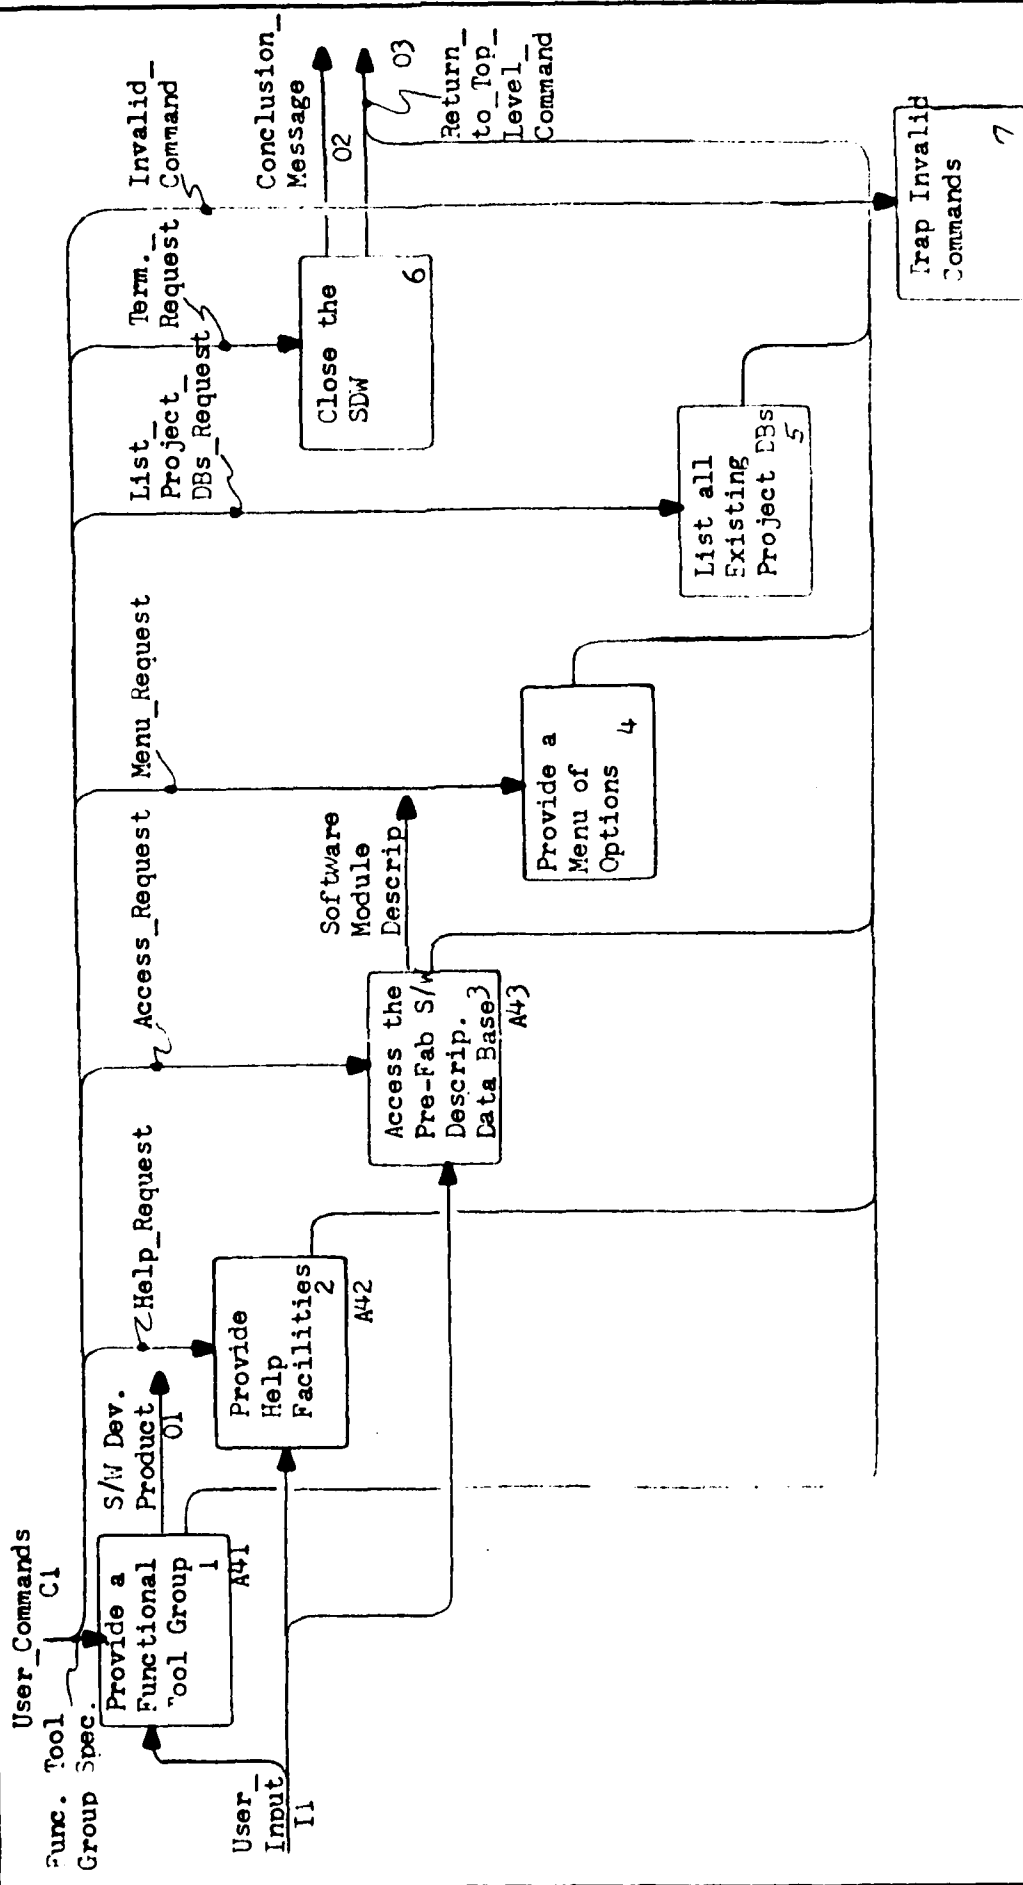 User_Commands
C1
Func. Tool
Group Spec.
Provide a
Functional
Tool Group
1
A41
S/W Dev.
Product
O1
User_
Input
I1
Help_Request
Provide
Help
Facilities
2
A42
Access_Request
Access the
Pre-Fab S/W
Descrip.
Data Base
3
A43
Software
Module
Descrip
Menu_Request
Provide a
Menu of
Options
4
List_
Project_
DBs_Request
List all
Existing
Project DBs
5
Term._
Request
Close the
SDW
6
Invalid_
Command
Conclusion_
Message
O2
O3
Return_
to_Top_
Level_
Command
Trap Invalid
Commands
7